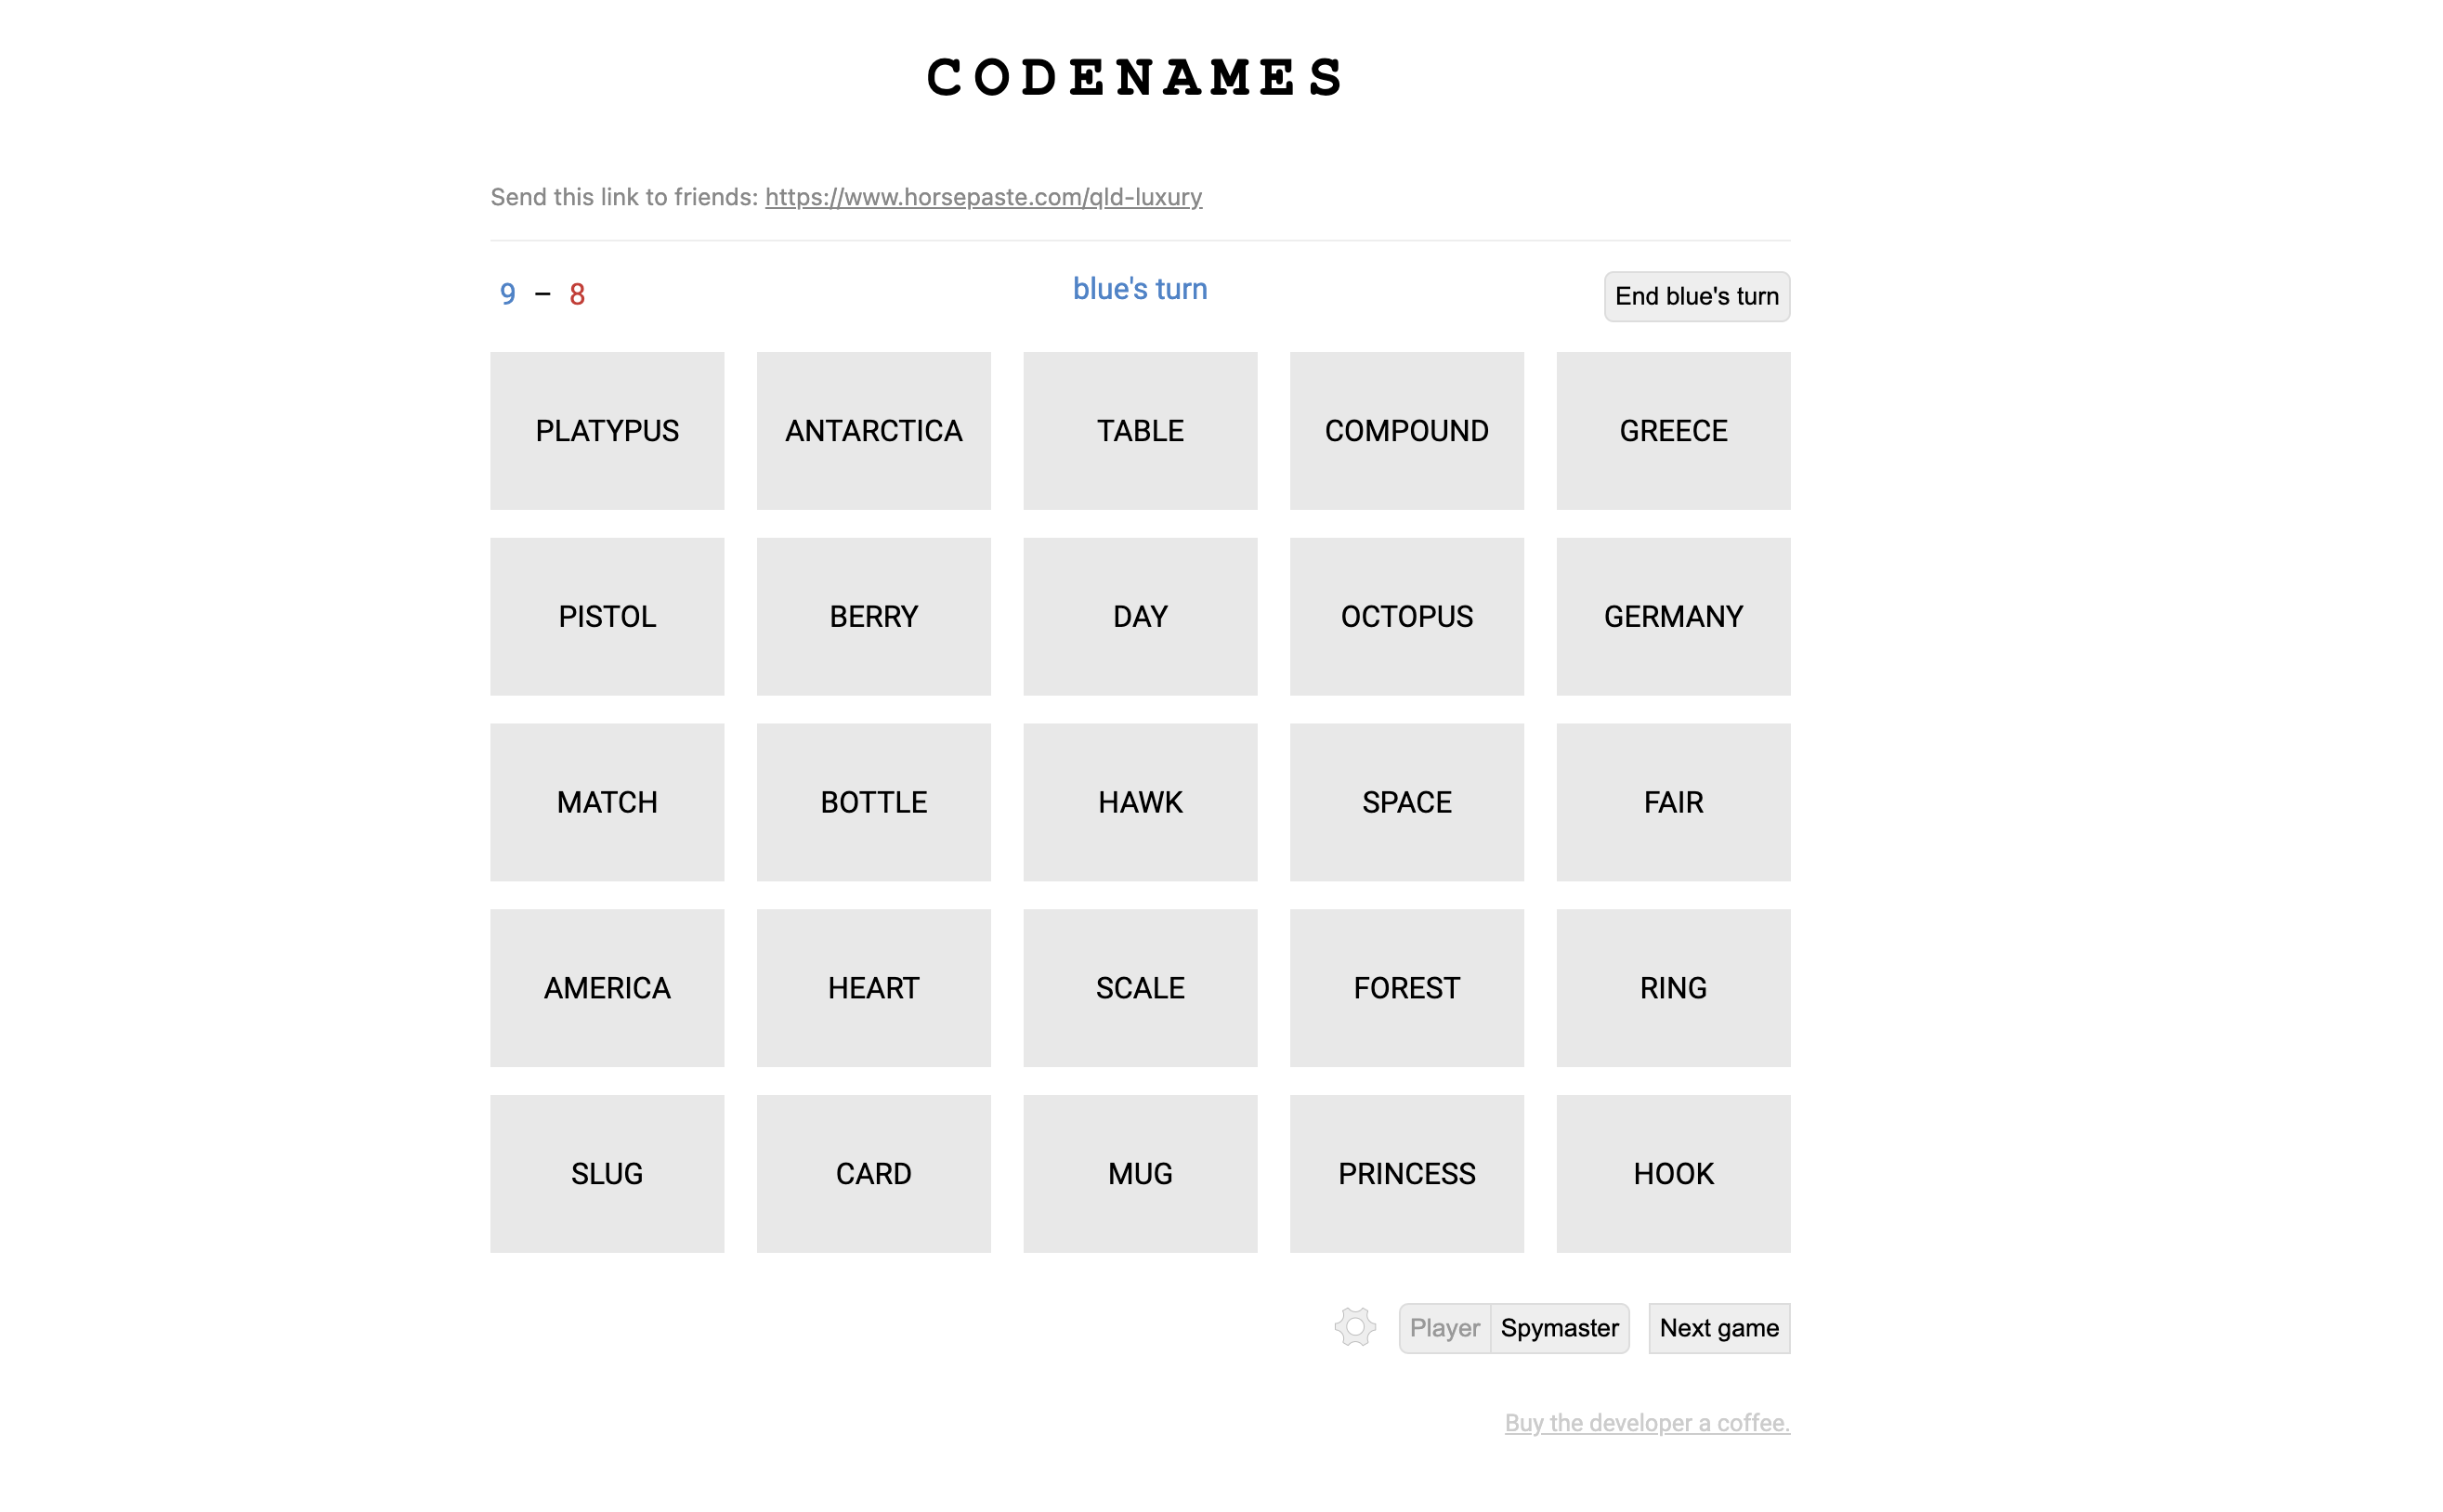 CODENAMES
Send this link to friends: https://www.horsepaste.com/qld-luxury
9 – 8
blue's turn
End blue's turn
PLATYPUS ANTARCTICA TABLE COMPOUND GREECE
PISTOL BERRY DAY OCTOPUS GERMANY
MATCH BOTTLE HAWK SPACE FAIR
AMERICA HEART SCALE FOREST RING
SLUG CARD MUG PRINCESS HOOK
Player Spymaster Next game
Buy the developer a coffee.